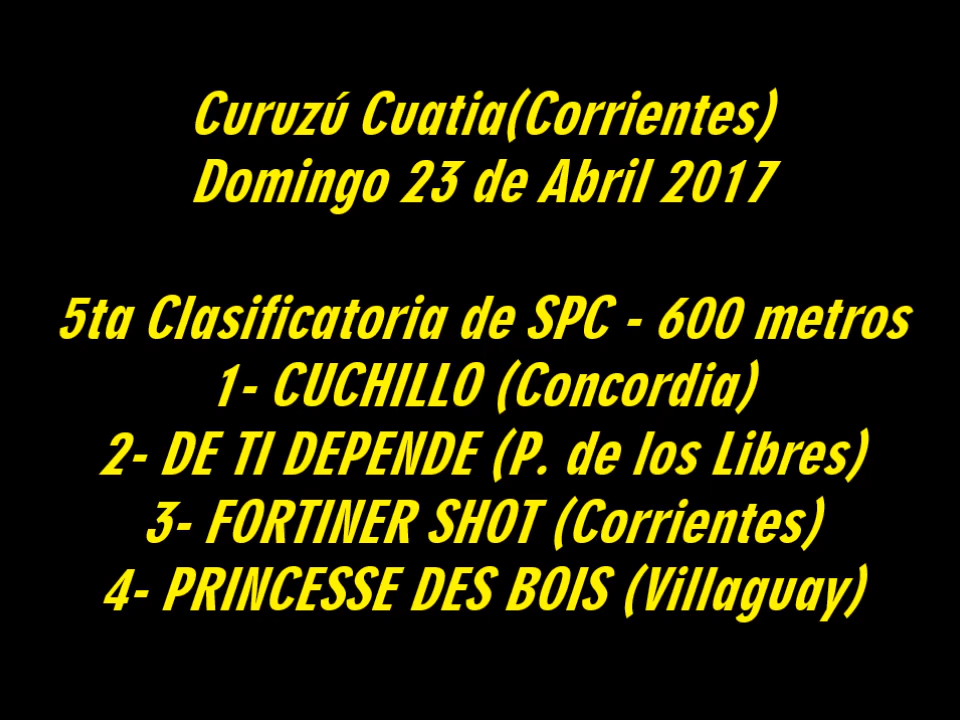 Curuzú Cuatia(Corrientes)
Domingo 23 de Abril 2017
5ta Clasificatoria de SPC - 600 metros
1- CUCHILLO (Concordia)
2- DE TI DEPENDE (P. de los Libres)
3- FORTINER SHOT (Corrientes)
4- PRINCESSE DES BOIS (Villaguay)